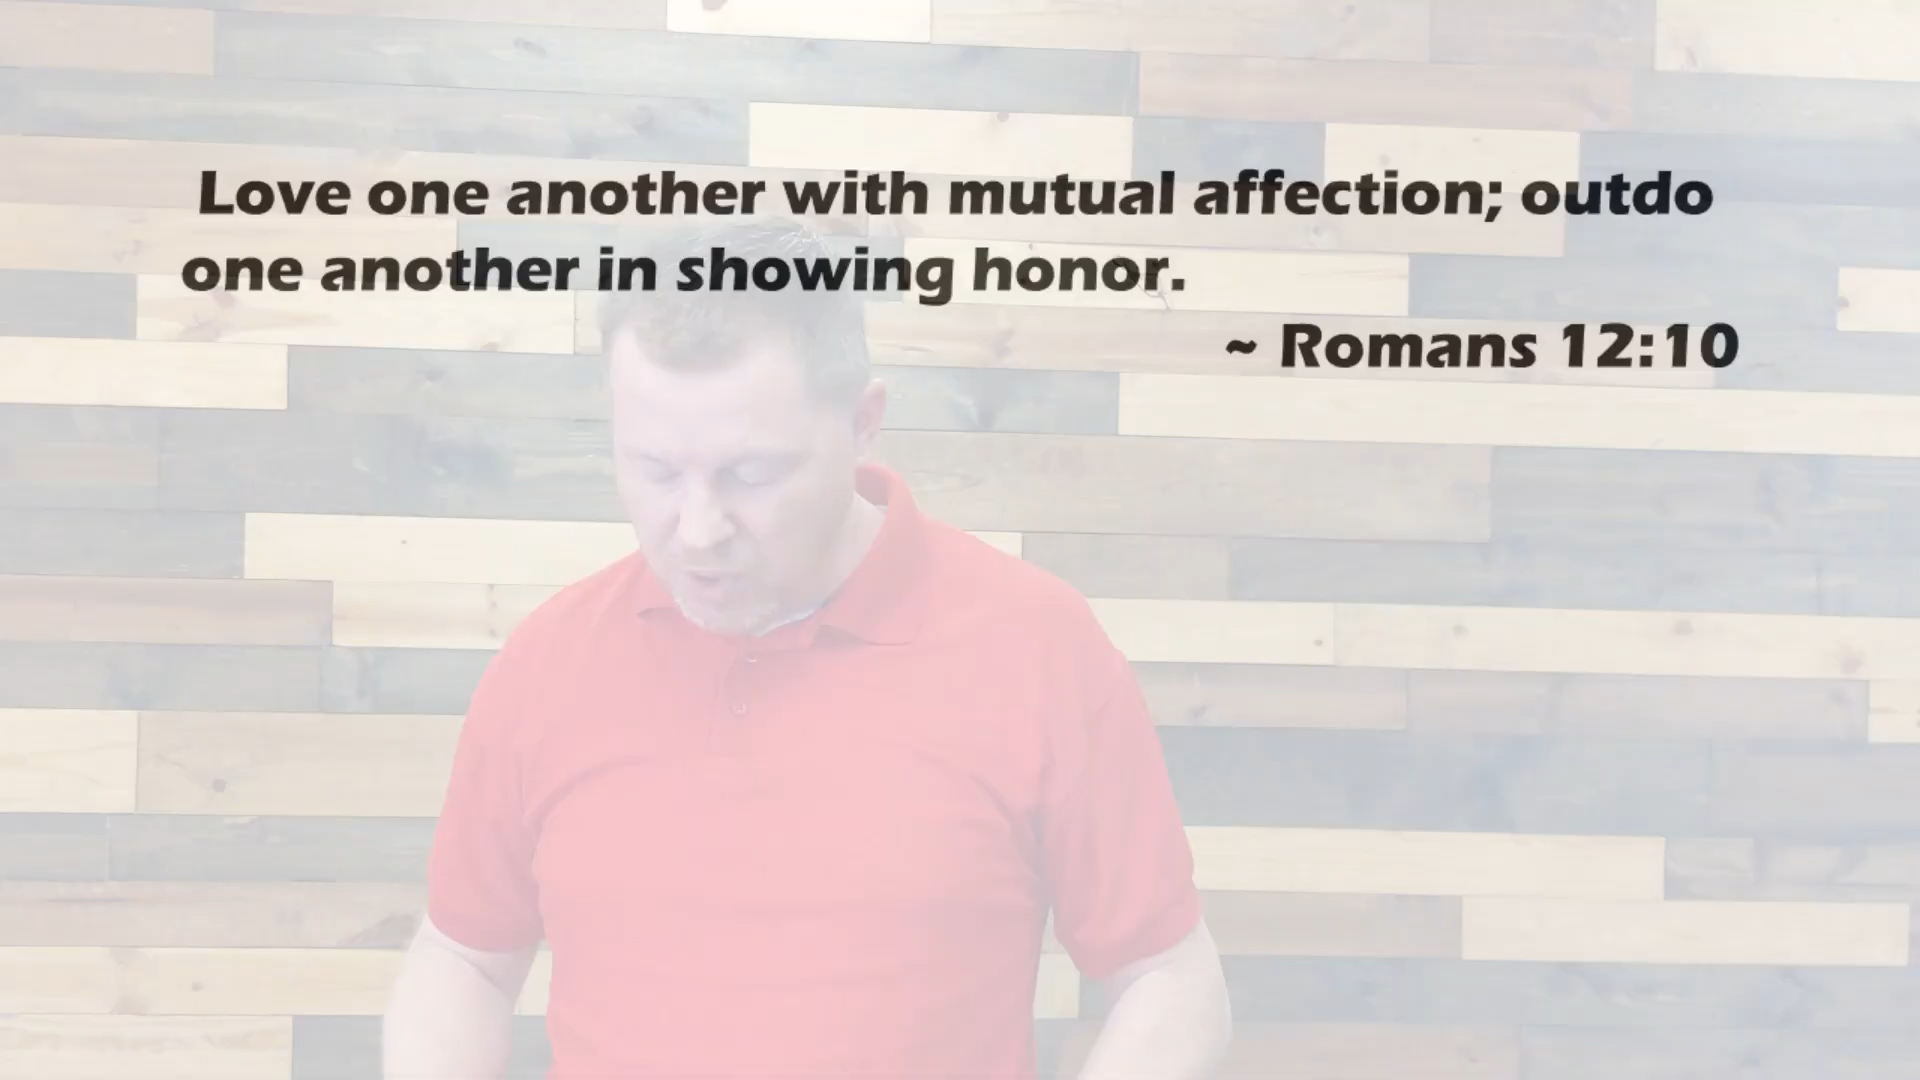 Love one another with mutual affection; outdo
one another in showing honor.
~ Romans 12:10